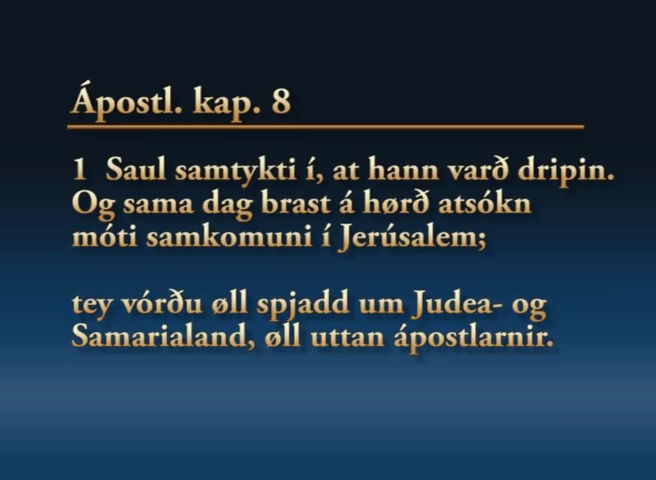 Ápostl. kap. 8
1 Saul samtykti í, at hann varð dripin.
Og sama dag brast á hørð atsókn
móti samkomuni í Jerúsalem;
tey vórðu øll spjadd um Judea- og
Samarialand, øll uttan ápostlarnir.